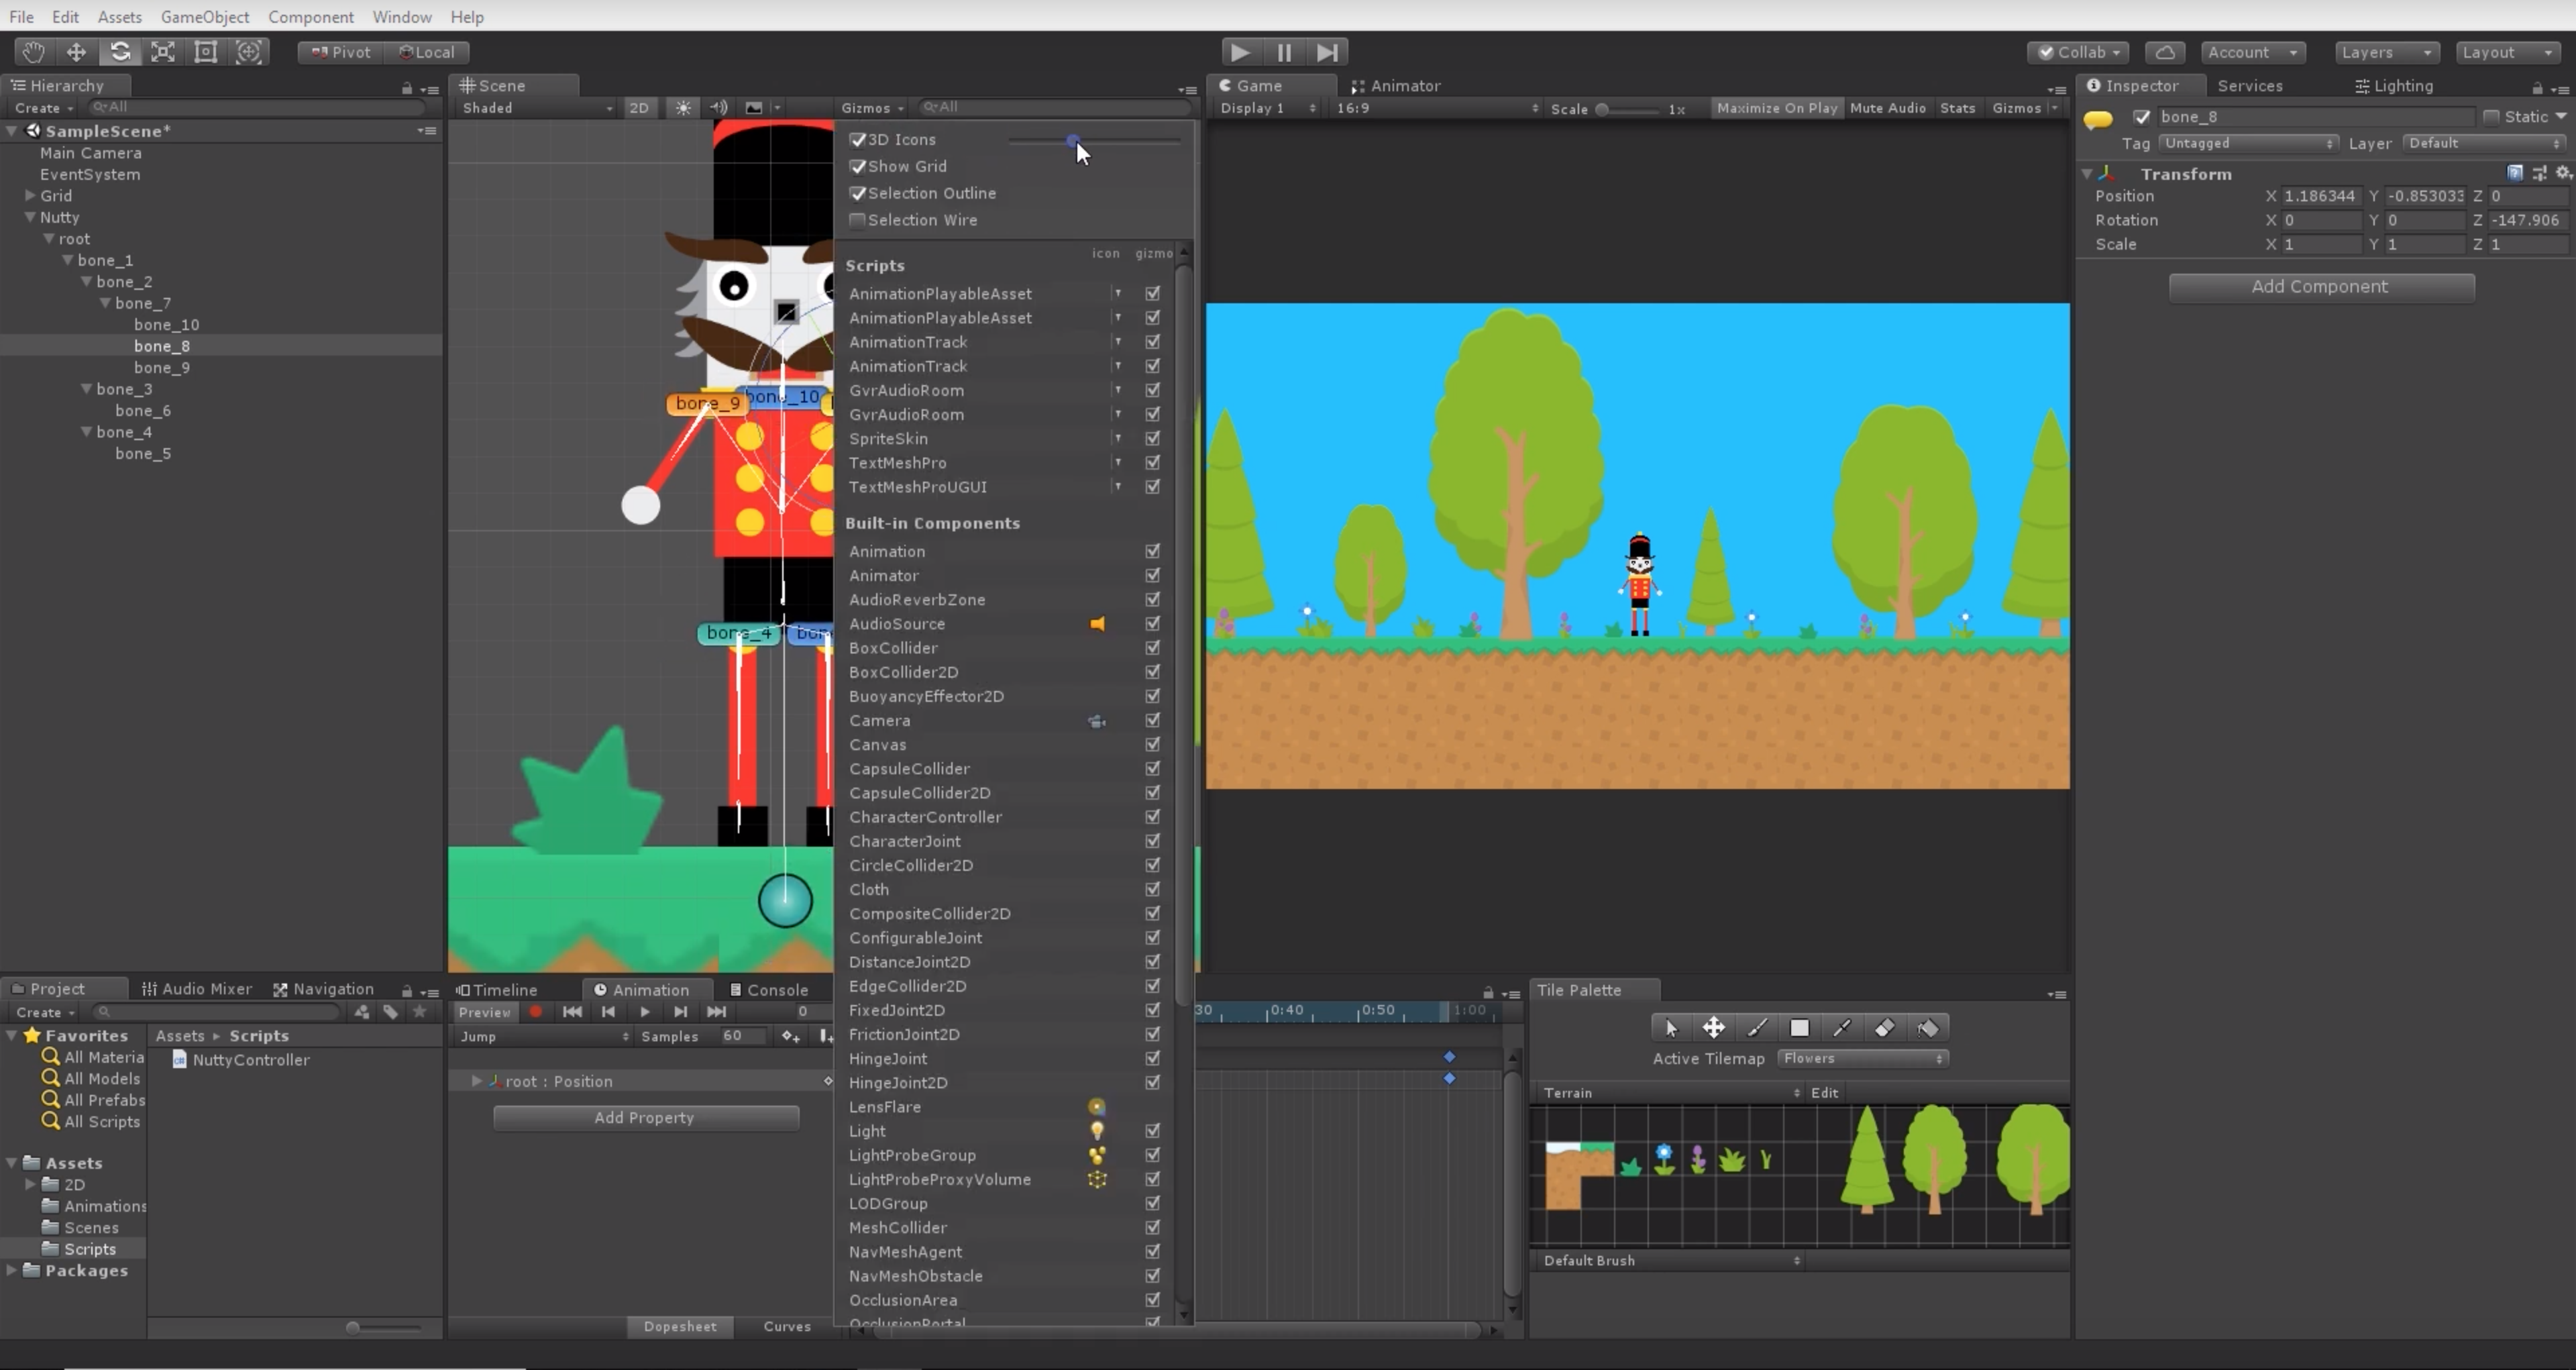 File Edit Assets GameObject Component Window Help
Pivot Local Collab Account Layers Layout
Hierarchy
Create All
SampleScene*
Main Camera
EventSystem
Grid
Nutty
root
bone_1
bone_2
bone_7
bone_10
bone_8
bone_9
bone_3
bone_6
bone_4
bone_5
Scene
Shaded 2D Gizmos All
bone_9 bone_10
bone_4
3D Icons
Show Grid
Selection Outline
Selection Wire
icon gizmo
Scripts
AnimationPlayableAsset
AnimationPlayableAsset
AnimationTrack
AnimationTrack
GvrAudioRoom
GvrAudioRoom
SpriteSkin
TextMeshPro
TextMeshProUGUI
Built-in Components
Animation
Animator
AudioReverbZone
AudioSource
BoxCollider
BoxCollider2D
BuoyancyEffector2D
Camera
Canvas
CapsuleCollider
CapsuleCollider2D
CharacterController
CharacterJoint
CircleCollider2D
Cloth
CompositeCollider2D
ConfigurableJoint
DistanceJoint2D
EdgeCollider2D
FixedJoint2D
FrictionJoint2D
HingeJoint
HingeJoint2D
LensFlare
Light
LightProbeGroup
LightProbeProxyVolume
LODGroup
MeshCollider
NavMeshAgent
NavMeshObstacle
OcclusionArea
OcclusionPortal
Game Animator
Display 1 16:9 Scale 1x Maximize On Play Mute Audio Stats Gizmos
Inspector Services Lighting
bone_8 Static
Tag Untagged Layer Default
Transform
Position X 1.186344 Y -0.853033 Z 0
Rotation X 0 Y 0 Z -147.906
Scale X 1 Y 1 Z 1
Add Component
Project Audio Mixer Navigation
Create
Favorites
All Materia
All Models
All Prefabs
All Scripts
Assets
2D
Animations
Scenes
Scripts
Packages
Assets Scripts
NuttyController
Timeline Animation Console
Preview 0
Jump Samples 60
root : Position
Add Property
Dopesheet Curves
30 0:40 0:50 1:00
Tile Palette
Active Tilemap Flowers
Terrain Edit
Default Brush